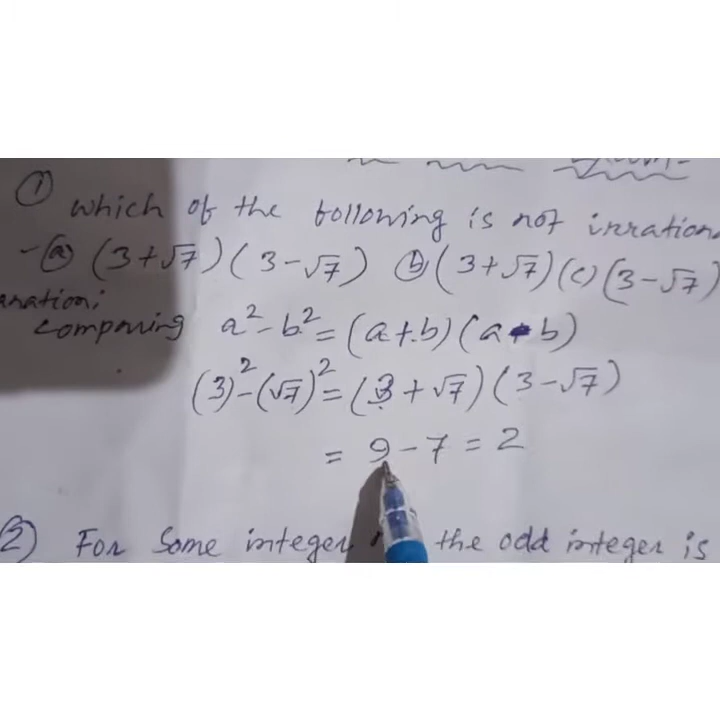 ① Which of the following is not irration
(a) (3+√7)(3-√7) (b) (3+√7) (c) (3-√7)
anation:
comparing a²-b²=(a+b)(a-b)
(3)²-(√7)²=(3+√7)(3-√7)
= 9-7=2
2) For some integer the odd integer is